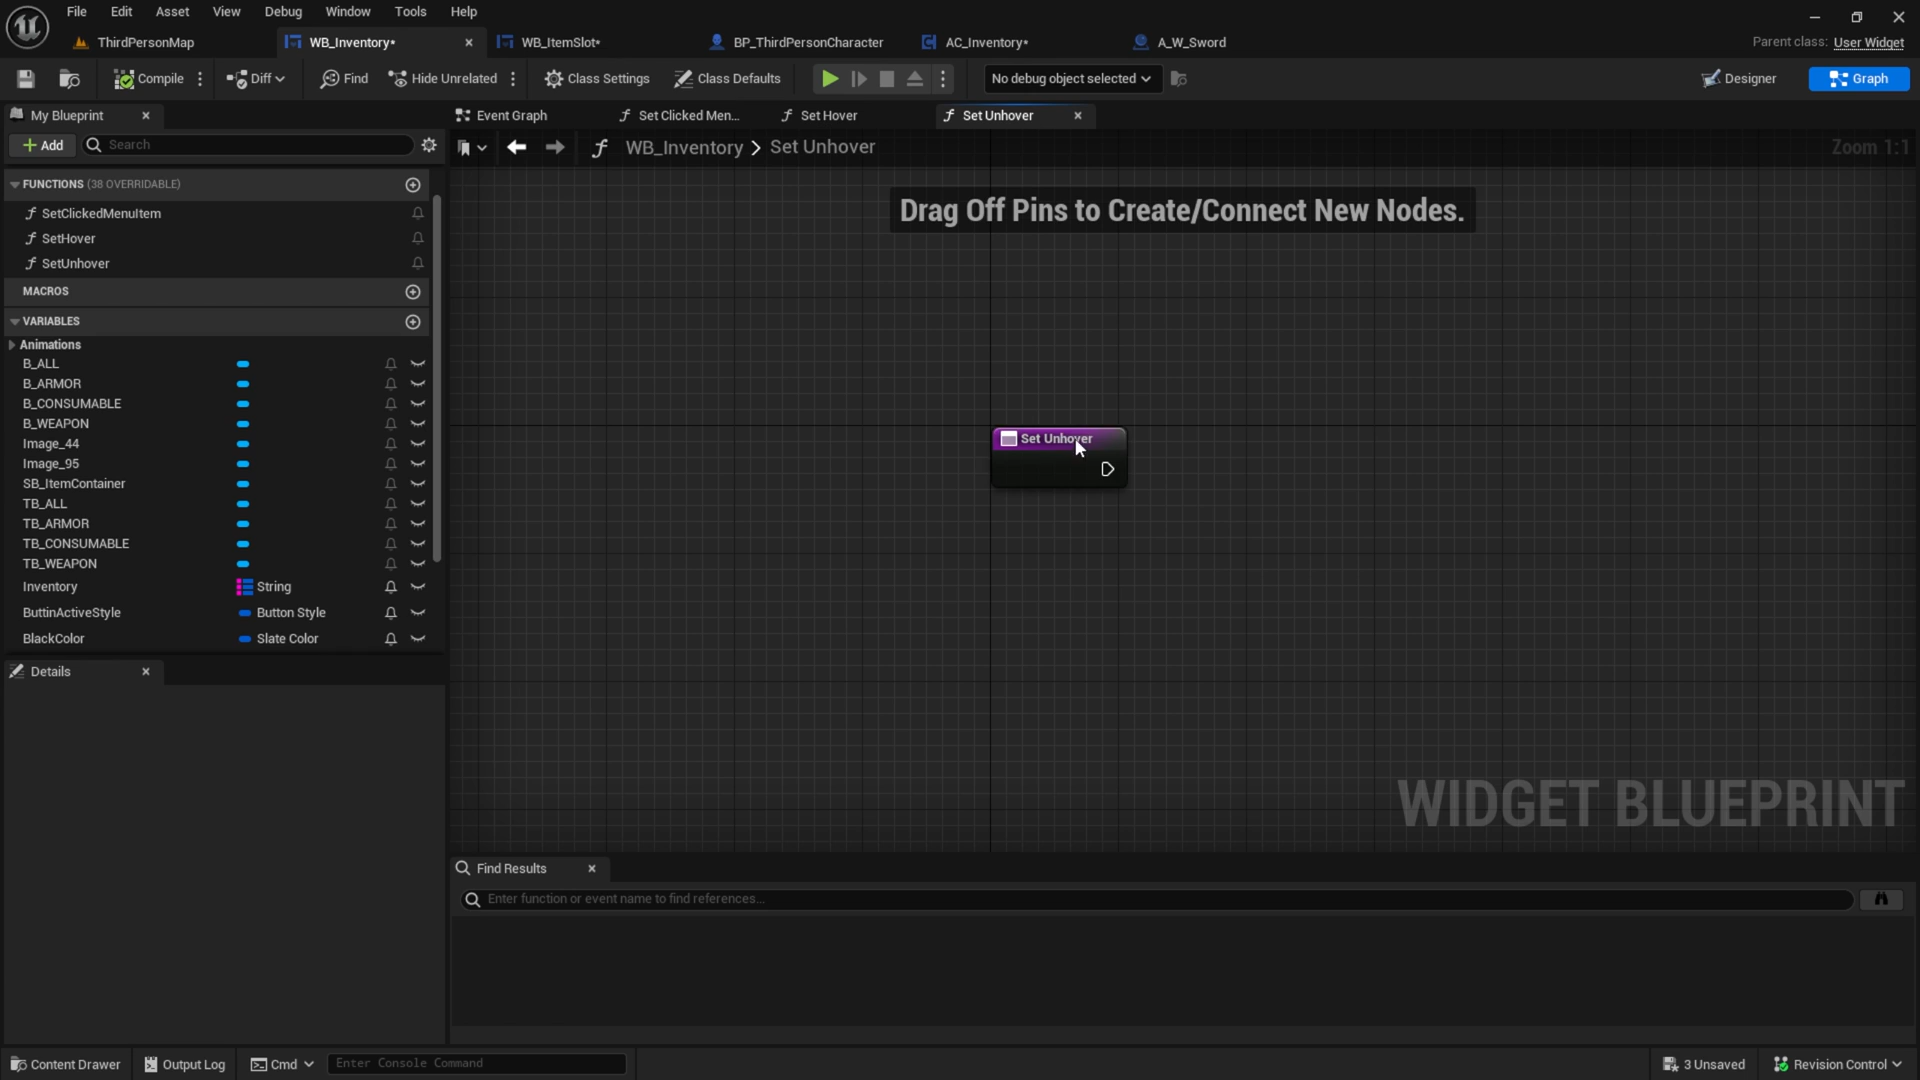 File Edit Asset View Debug Window Tools Help
ThirdPersonMap WB_Inventory* WB_ItemSlot* BP_ThirdPersonCharacter AC_Inventory* A_W_Sword Parent class: User Widget
Compile Diff Find Hide Unrelated Class Settings Class Defaults No debug object selected Designer Graph
My Blueprint Event Graph Set Clicked Men... Set Hover Set Unhover
Add Search WB_Inventory > Set Unhover Zoom 1:1
FUNCTIONS (38 OVERRIDABLE)
Drag Off Pins to Create/Connect New Nodes.
SetClickedMenuItem
SetHover
SetUnhover
MACROS
VARIABLES
Animations
B_ALL
B_ARMOR
B_CONSUMABLE
B_WEAPON
Set Unhover
Image_44
Image_95
SB_ItemContainer
TB_ALL
TB_ARMOR
TB_CONSUMABLE
TB_WEAPON
Inventory String
ButtinActiveStyle Button Style
BlackColor Slate Color
Details
WIDGET BLUEPRINT
Find Results
Enter function or event name to find references...
Content Drawer Output Log Cmd Enter Console Command 3 Unsaved Revision Control